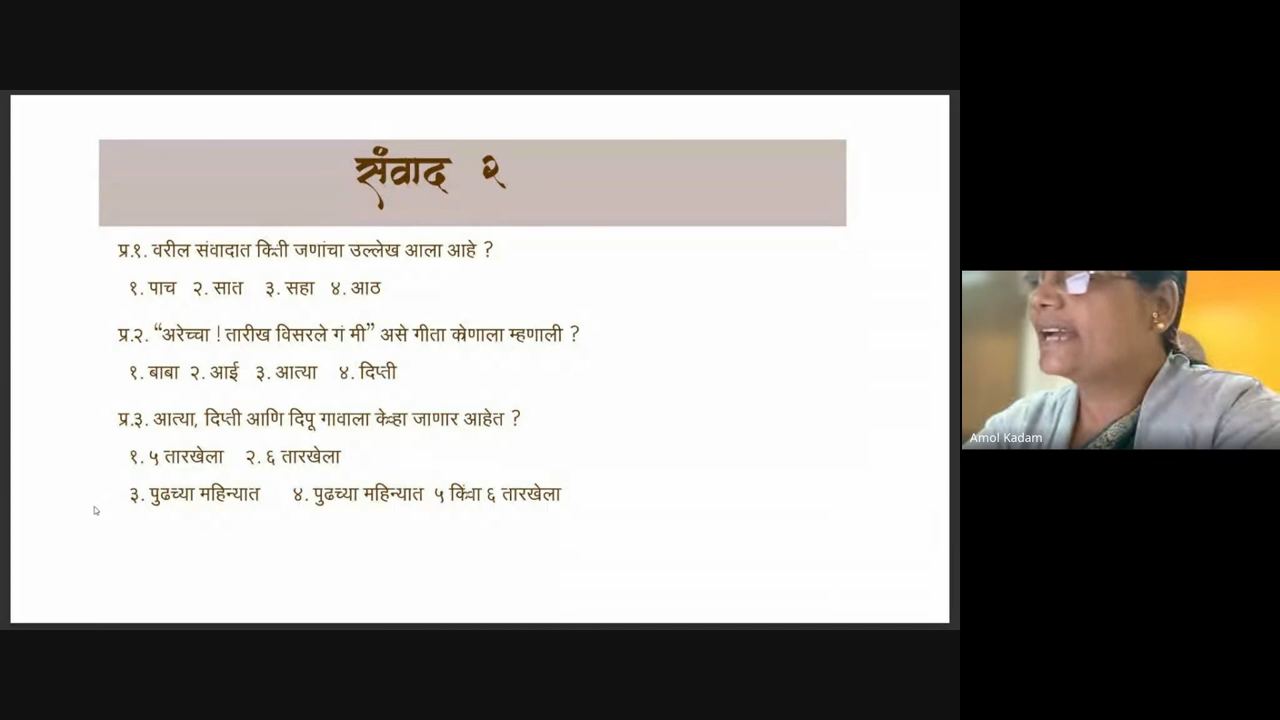 संवाद २
प्र.१. वरील संवादात किती जणांचा उल्लेख आला आहे ?
१. पाच २. सात ३. सहा ४. आठ
प्र.२. “अरेच्चा ! तारीख विसरले गं मी” असे गीता कोणाला म्हणाली ?
१. बाबा २. आई ३. आत्या ४. दिप्ती
प्र.३. आत्या, दिप्ती आणि दिपू गावाला केव्हा जाणार आहेत ?
१. ५ तारखेला २. ६ तारखेला
३. पुढच्या महिन्यात ४. पुढच्या महिन्यात ५ किंवा ६ तारखेला
Amol Kadam